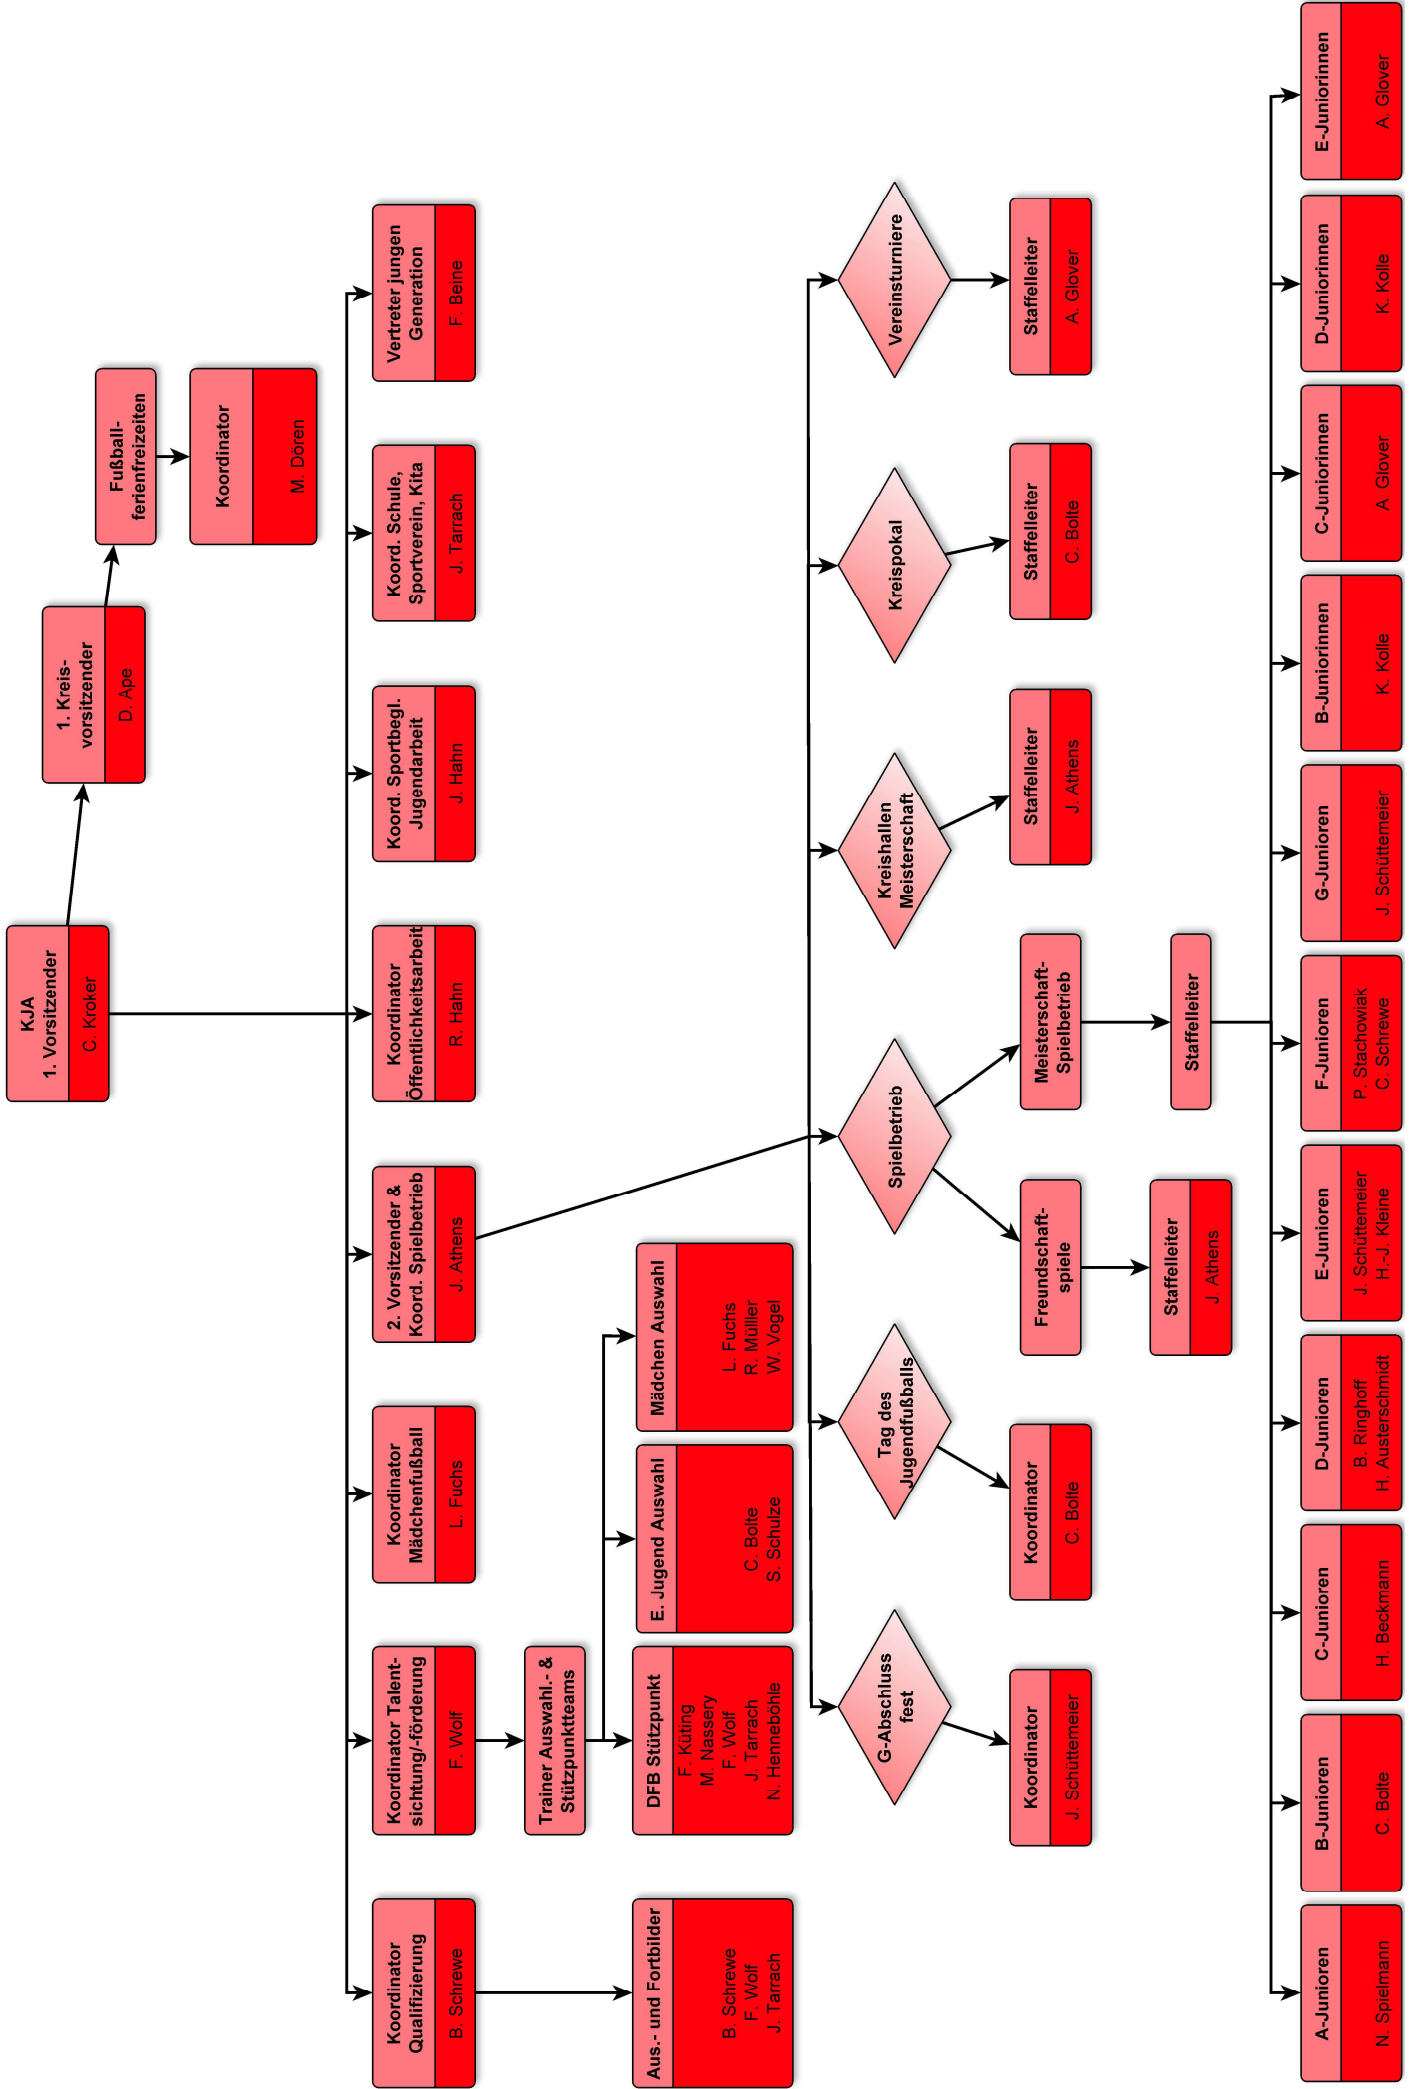 KJA
1. Vorsitzender
C. Kroker
1. Kreis-
vorsitzender
D. Ape
Fußball-
ferienfreizeiten
Koordinator
M. Dören
Koordinator
Qualifizierung
B. Schrewe
Koordinator Talent-
sichtung/-förderung
F. Wolf
Koordinator
Mädchenfußball
L. Fuchs
2. Vorsitzender &
Koord. Spielbetrieb
J. Athens
Koordinator
Öffentlichkeitsarbeit
R. Hahn
Koord. Sportbegl.
Jugendarbeit
J. Hahn
Koord. Schule,
Sportverein, Kita
J. Tarrach
Vertreter jungen
Generation
F. Beine
Trainer Auswahl.- &
Stützpunktteams
Aus.- und Fortbilder
B. Schrewe
F. Wolf
J. Tarrach
DFB Stützpunkt
F. Küting
M. Nassery
F. Wolf
J. Tarrach
N. Henneböhle
E. Jugend Auswahl
C. Bolte
S. Schulze
Mädchen Auswahl
L. Fuchs
R. Mülller
W. Vogel
G-Abschluss
fest
Tag des
Jugendfußballs
Spielbetrieb
Kreishallen
Meisterschaft
Kreispokal
Vereinsturniere
Koordinator
J. Schüttemeier
Koordinator
C. Bolte
Freundschaft-
spiele
Meisterschaft-
Spielbetrieb
Staffelleiter
J. Athens
Staffelleiter
C. Bolte
Staffelleiter
A. Glover
Staffelleiter
J. Athens
Staffelleiter
A-Junioren
N. Spielmann
B-Junioren
C. Bolte
C-Junioren
H. Beckmann
D-Junioren
B. Ringhoff
H. Austerschmidt
E-Junioren
J. Schüttemeier
H.-J. Kleine
F-Junioren
P. Stachowiak
C. Schrewe
G-Junioren
J. Schüttemeier
B-Juniorinnen
K. Kolle
C-Juniorinnen
A. Glover
D-Juniorinnen
K. Kolle
E-Juniorinnen
A. Glover